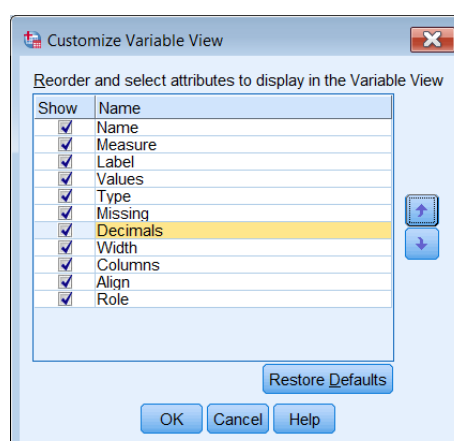 Customize Variable View
Reorder and select attributes to display in the Variable View
Show Name
Name
Measure
Label
Values
Type
Missing
Decimals
Width
Columns
Align
Role
Restore Defaults
OK Cancel Help